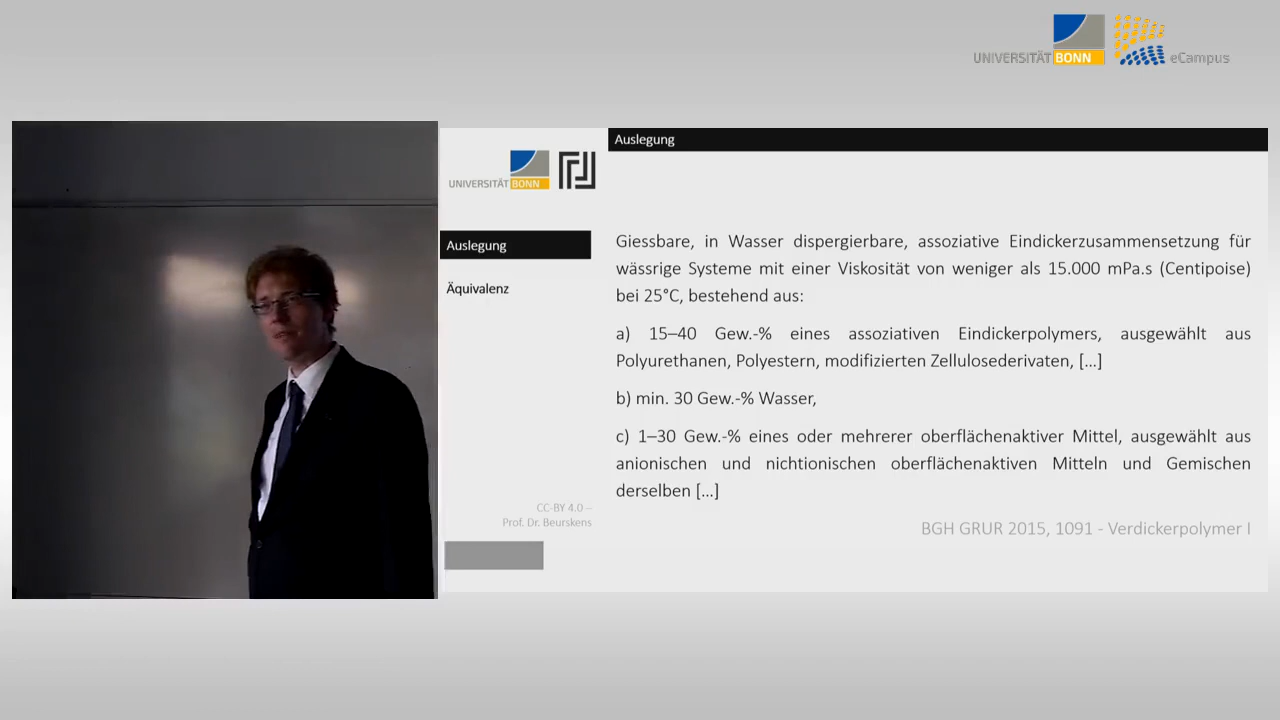 UNIVERSITÄT BONN eCampus
UNIVERSITÄT BONN
Auslegung
Auslegung
Äquivalenz
Giessbare, in Wasser dispergierbare, assoziative Eindickerzusammensetzung für
wässrige Systeme mit einer Viskosität von weniger als 15.000 mPa.s (Centipoise)
bei 25°C, bestehend aus:
a) 15–40 Gew.-% eines assoziativen Eindickerpolymers, ausgewählt aus
Polyurethanen, Polyestern, modifizierten Zellulosederivaten, [...]
b) min. 30 Gew.-% Wasser,
c) 1–30 Gew.-% eines oder mehrerer oberflächenaktiver Mittel, ausgewählt aus
anionischen und nichtionischen oberflächenaktiven Mitteln und Gemischen
derselben [...]
BGH GRUR 2015, 1091 - Verdickerpolymer I
CC-BY 4.0 –
Prof. Dr. Beurskens